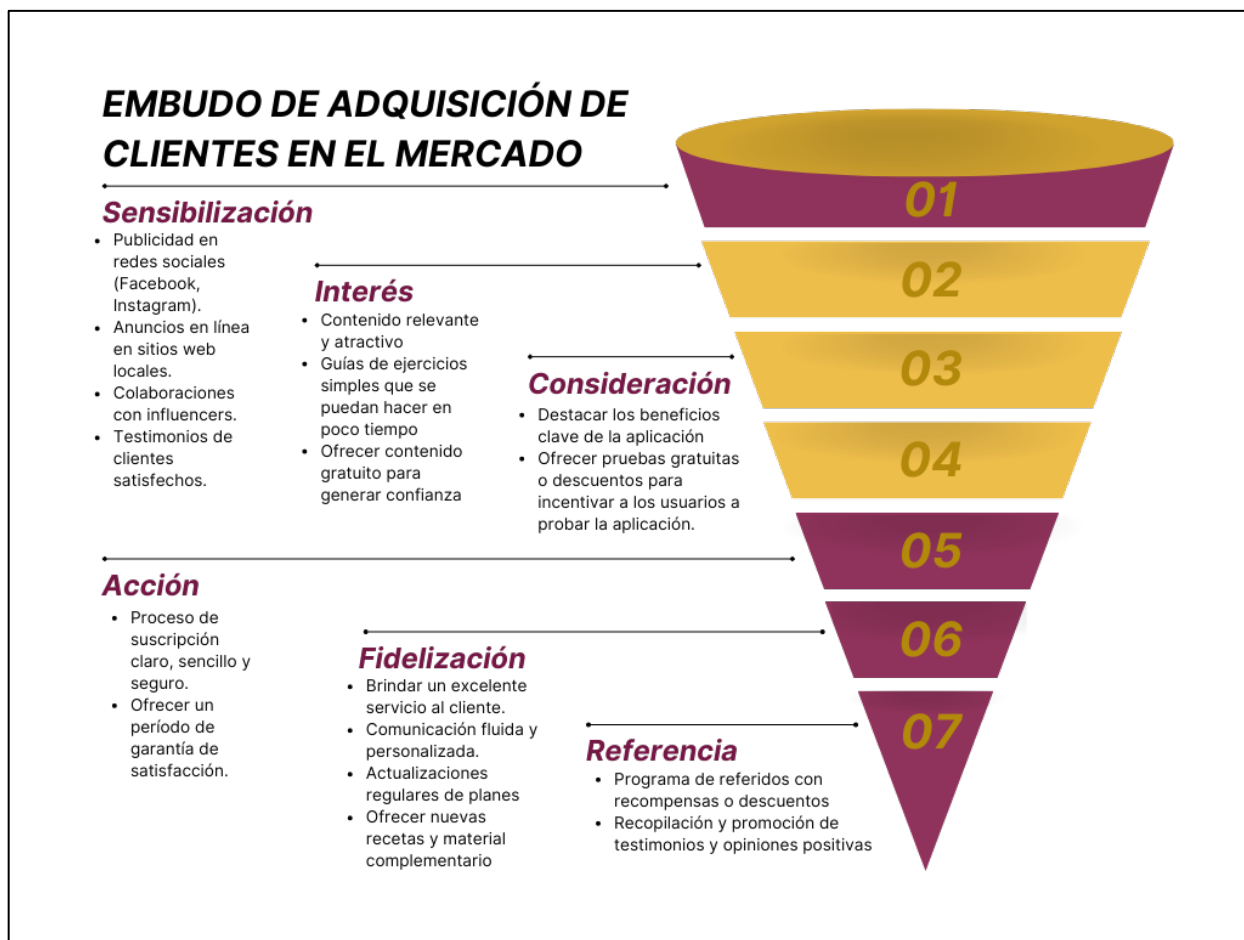 EMBUDO DE ADQUISICIÓN DE
CLIENTES EN EL MERCADO
Sensibilización
• Publicidad en
redes sociales
(Facebook,
Instagram).
• Anuncios en línea
en sitios web
locales.
• Colaboraciones
con influencers.
• Testimonios de
clientes
satisfechos.
Interés
• Contenido relevante
y atractivo
• Guías de ejercicios
simples que se
puedan hacer en
poco tiempo
• Ofrecer contenido
gratuito para
generar confianza
Consideración
• Destacar los beneficios
clave de la aplicación
• Ofrecer pruebas gratuitas
o descuentos para
incentivar a los usuarios a
probar la aplicación.
Acción
• Proceso de
suscripción
claro, sencillo y
seguro.
• Ofrecer un
período de
garantía de
satisfacción.
Fidelización
• Brindar un excelente
servicio al cliente.
• Comunicación fluida y
personalizada.
• Actualizaciones
regulares de planes
• Ofrecer nuevas
recetas y material
complementario
Referencia
• Programa de referidos con
recompensas o descuentos
• Recopilación y promoción de
testimonios y opiniones positivas
01
02
03
04
05
06
07